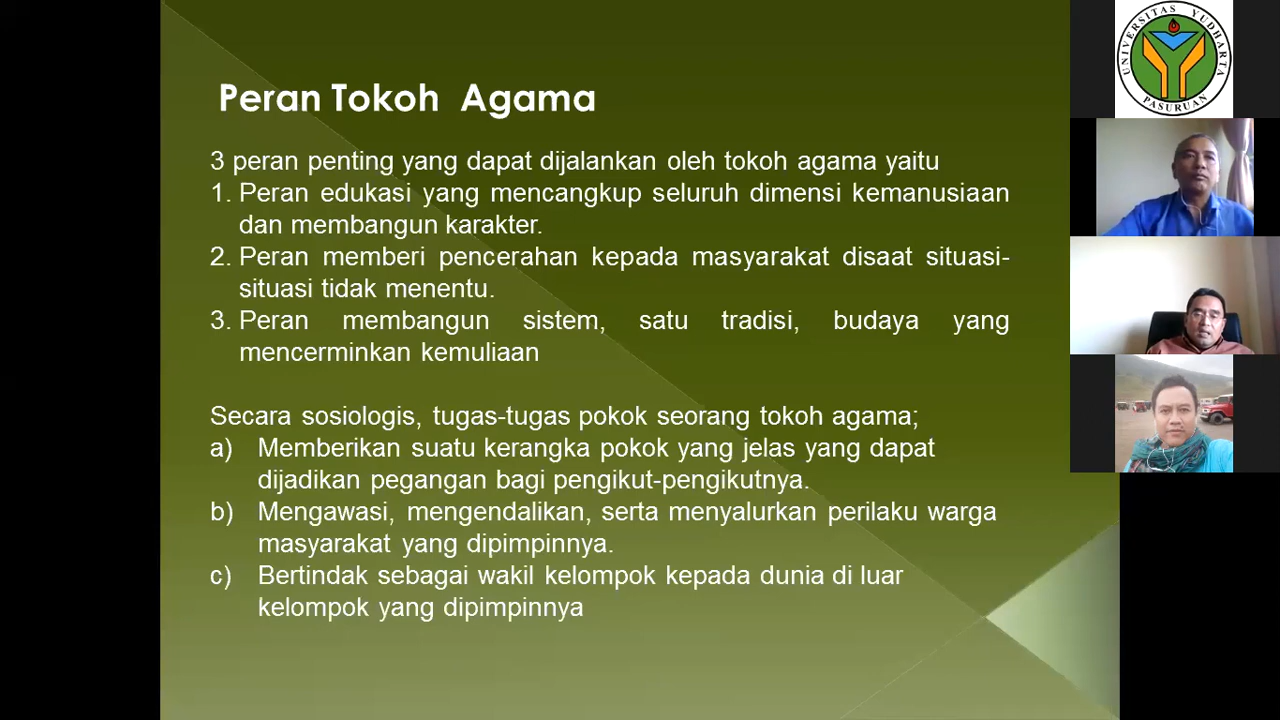 Peran Tokoh Agama
3 peran penting yang dapat dijalankan oleh tokoh agama yaitu
1. Peran edukasi yang mencangkup seluruh dimensi kemanusiaan
dan membangun karakter.
2. Peran memberi pencerahan kepada masyarakat disaat situasi-
situasi tidak menentu.
3. Peran membangun sistem, satu tradisi, budaya yang
mencerminkan kemuliaan
Secara sosiologis, tugas-tugas pokok seorang tokoh agama;
a) Memberikan suatu kerangka pokok yang jelas yang dapat
dijadikan pegangan bagi pengikut-pengikutnya.
b) Mengawasi, mengendalikan, serta menyalurkan perilaku warga
masyarakat yang dipimpinnya.
c) Bertindak sebagai wakil kelompok kepada dunia di luar
kelompok yang dipimpinnya
UNIVERSITAS YUDHARTA
PASURUAN